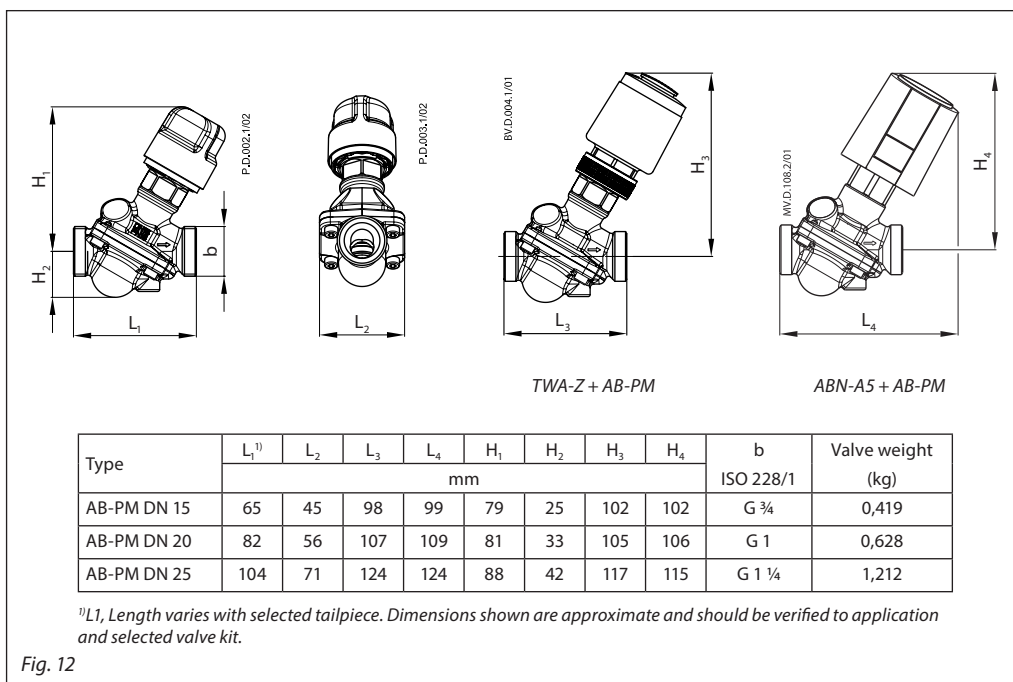 H₁
H₂
L₁
b
P.D.002.1/02
L₂
P.D.003.1/02
BV.D.004.1/01
H₃
L₃
MV.D.108.2/01
H₄
L₄
TWA-Z + AB-PM
ABN-A5 + AB-PM
Type L₁¹⁾ L₂ L₃ L₄ H₁ H₂ H₃ H₄ b Valve weight
mm ISO 228/1 (kg)
AB-PM DN 15 65 45 98 99 79 25 102 102 G ¾ 0,419
AB-PM DN 20 82 56 107 109 81 33 105 106 G 1 0,628
AB-PM DN 25 104 71 124 124 88 42 117 115 G 1 ¼ 1,212
¹⁾L1, Length varies with selected tailpiece. Dimensions shown are approximate and should be verified to application
and selected valve kit.
Fig. 12